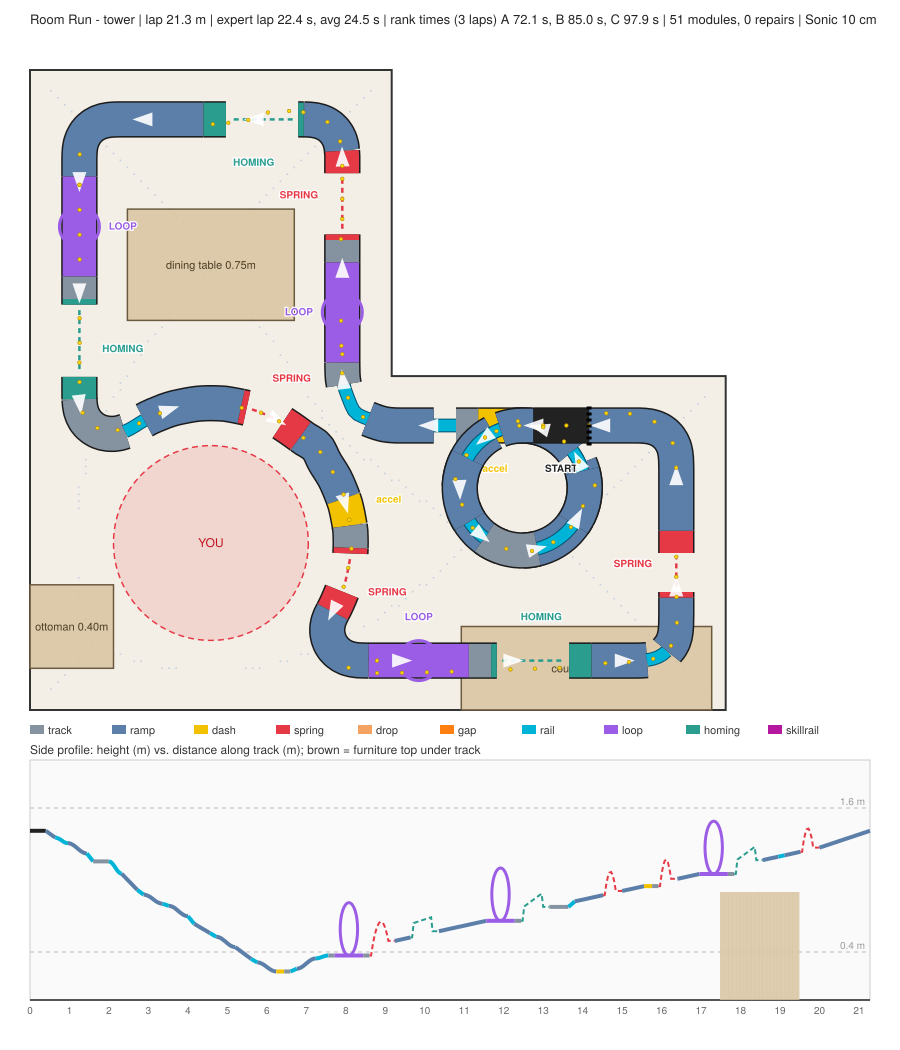 Room Run - tower | lap 21.3 m | expert lap 22.4 s, avg 24.5 s | rank times (3 laps) A 72.1 s, B 85.0 s, C 97.9 s | 51 modules, 0 repairs | Sonic 10 cm
HOMING
SPRING
LOOP
dining table 0.75m
LOOP
HOMING
SPRING
accel
START
accel
YOU
SPRING
SPRING
LOOP
HOMING
ottoman 0.40m
cou
track
ramp
dash
spring
drop
gap
rail
loop
homing
skillrail
Side profile: height (m) vs. distance along track (m); brown = furniture top under track
1.6 m
0.4 m
0 1 2 3 4 5 6 7 8 9 10 11 12 13 14 15 16 17 18 19 20 21